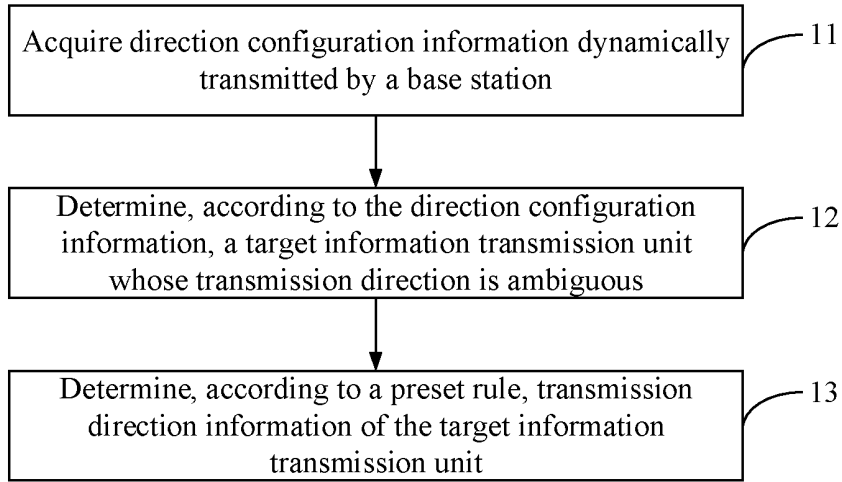 Acquire direction configuration information dynamically
transmitted by a base station
11
Determine, according to the direction configuration
information, a target information transmission unit
whose transmission direction is ambiguous
12
Determine, according to a preset rule, transmission
direction information of the target information
transmission unit
13